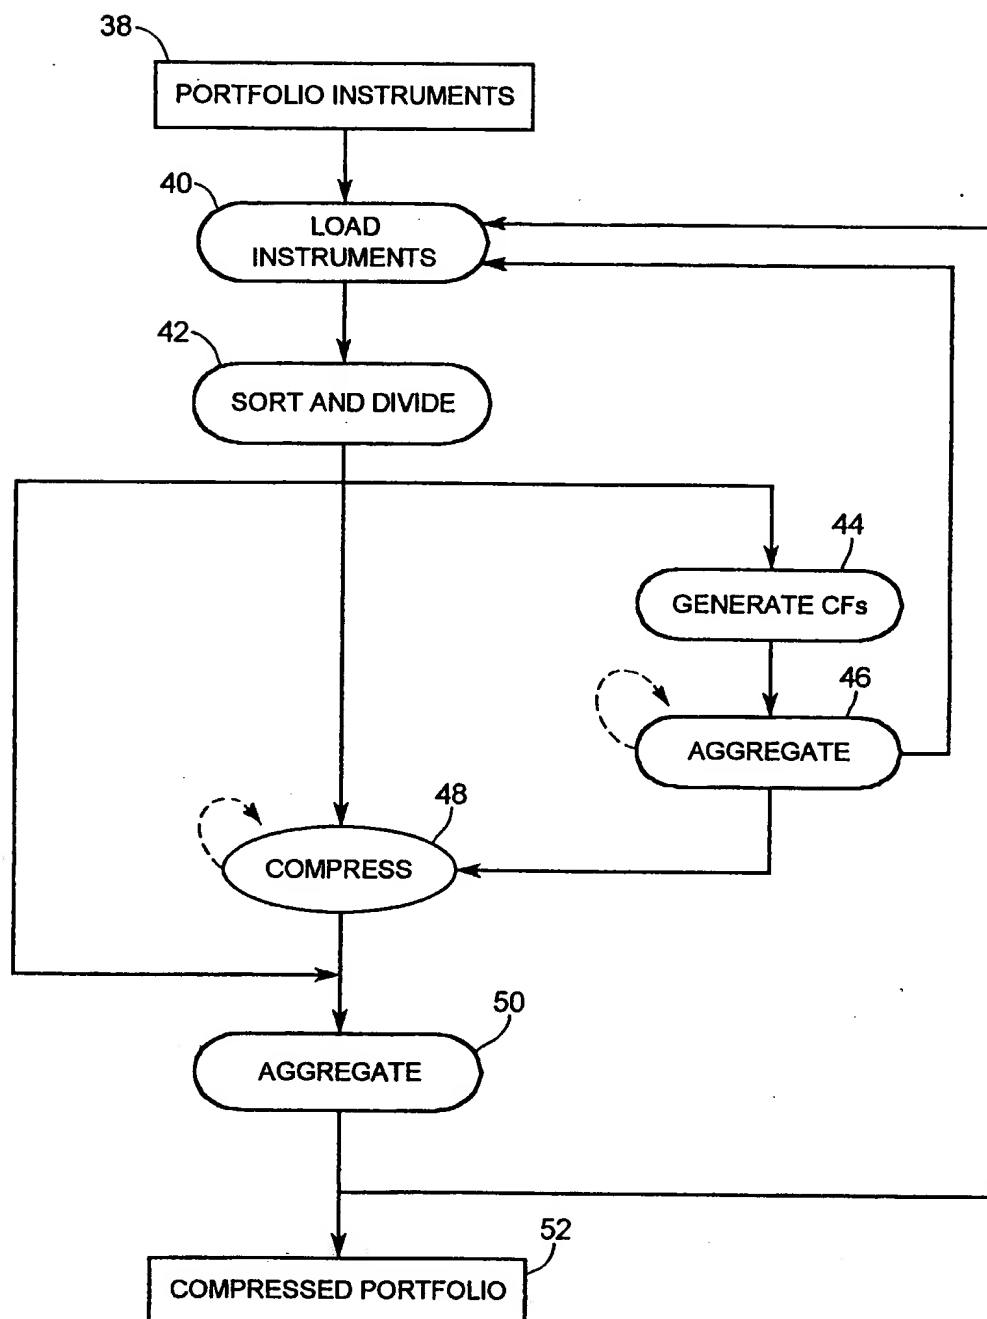 38
PORTFOLIO INSTRUMENTS
40
LOAD
INSTRUMENTS
42
SORT AND DIVIDE
44
GENERATE CFs
46
AGGREGATE
48
COMPRESS
50
AGGREGATE
52
COMPRESSED PORTFOLIO